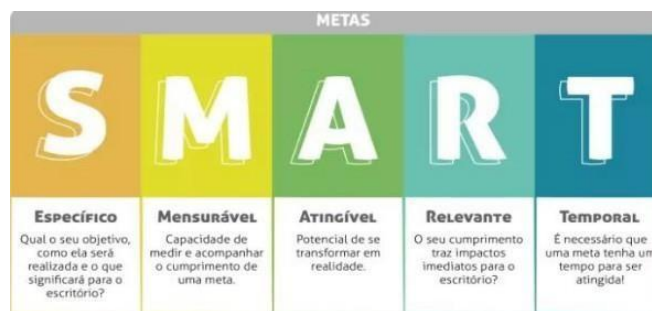 METAS
SMART
Específico
Qual o seu objetivo,
como ela será
realizada e o que
significará para o
escritório?
Mensurável
Capacidade de
medir e acompanhar
o cumprimento de
uma meta.
Atingível
Potencial de se
transformar em
realidade.
Relevante
O seu cumprimento
traz impactos
imediatos para o
escritório?
Temporal
É necessário que
uma meta tenha um
tempo para ser
atingida!